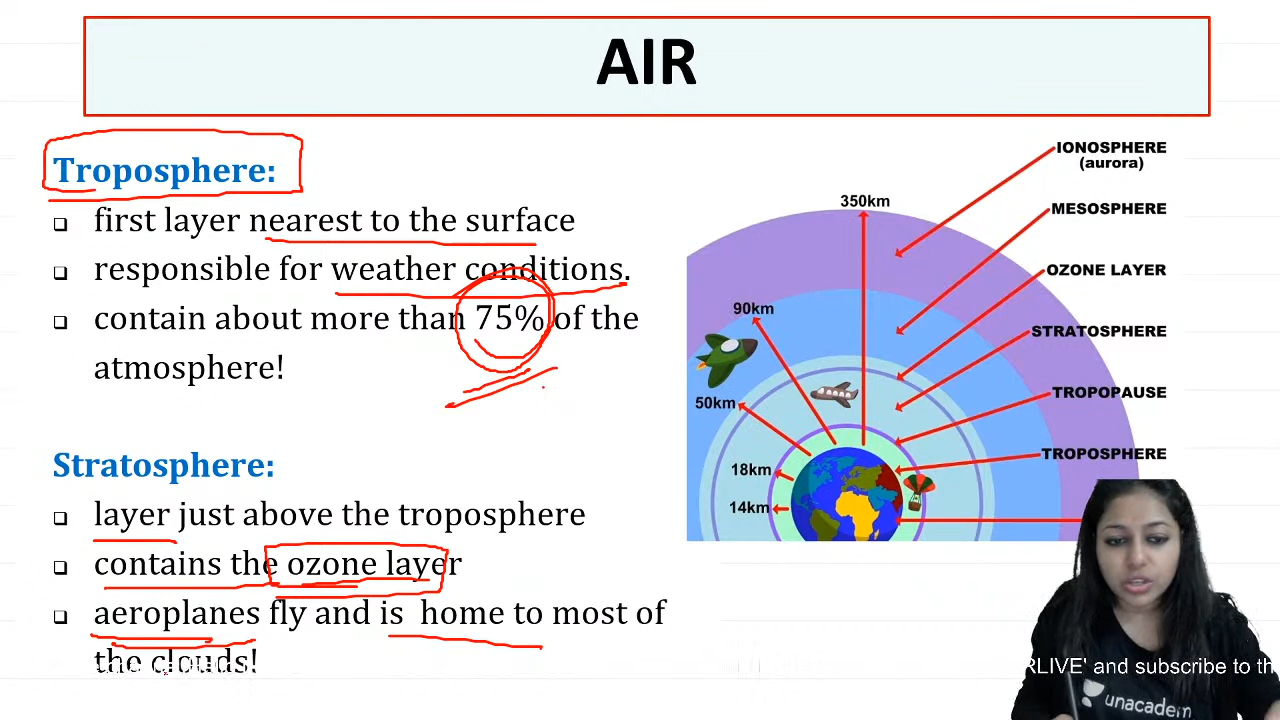 AIR
Troposphere:
❑ first layer nearest to the surface
❑ responsible for weather conditions.
❑ contain about more than 75% of the
atmosphere!
Stratosphere:
❑ layer just above the troposphere
❑ contains the ozone layer
❑ aeroplanes fly and is home to most of
the clouds!
IONOSPHERE
(aurora)
MESOSPHERE
OZONE LAYER
STRATOSPHERE
TROPOPAUSE
TROPOSPHERE
350km
90km
50km
18km
14km
RLIVE' and subscribe to th
unacadem